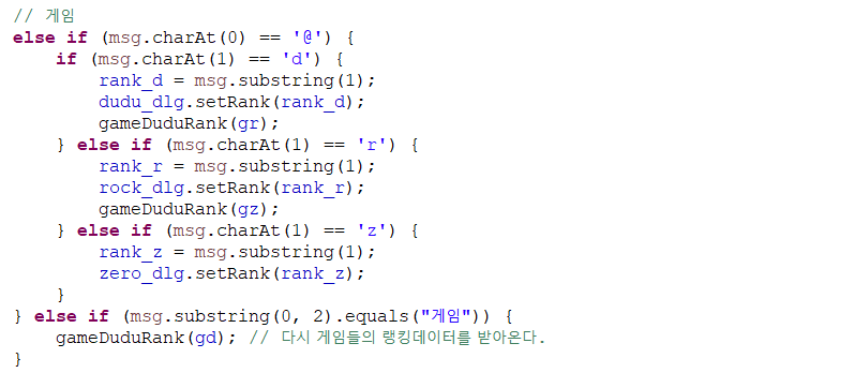 // 게임
else if (msg.charAt(0) == '@') {
    if (msg.charAt(1) == 'd') {
        rank_d = msg.substring(1);
        dudu_dlg.setRank(rank_d);
        gameDuduRank(gr);
    } else if (msg.charAt(1) == 'r') {
        rank_r = msg.substring(1);
        rock_dlg.setRank(rank_r);
        gameDuduRank(gz);
    } else if (msg.charAt(1) == 'z') {
        rank_z = msg.substring(1);
        zero_dlg.setRank(rank_z);
    }
} else if (msg.substring(0, 2).equals("게임")) {
    gameDuduRank(gd); // 다시 게임들의 랭킹데이터를 받아온다.
}